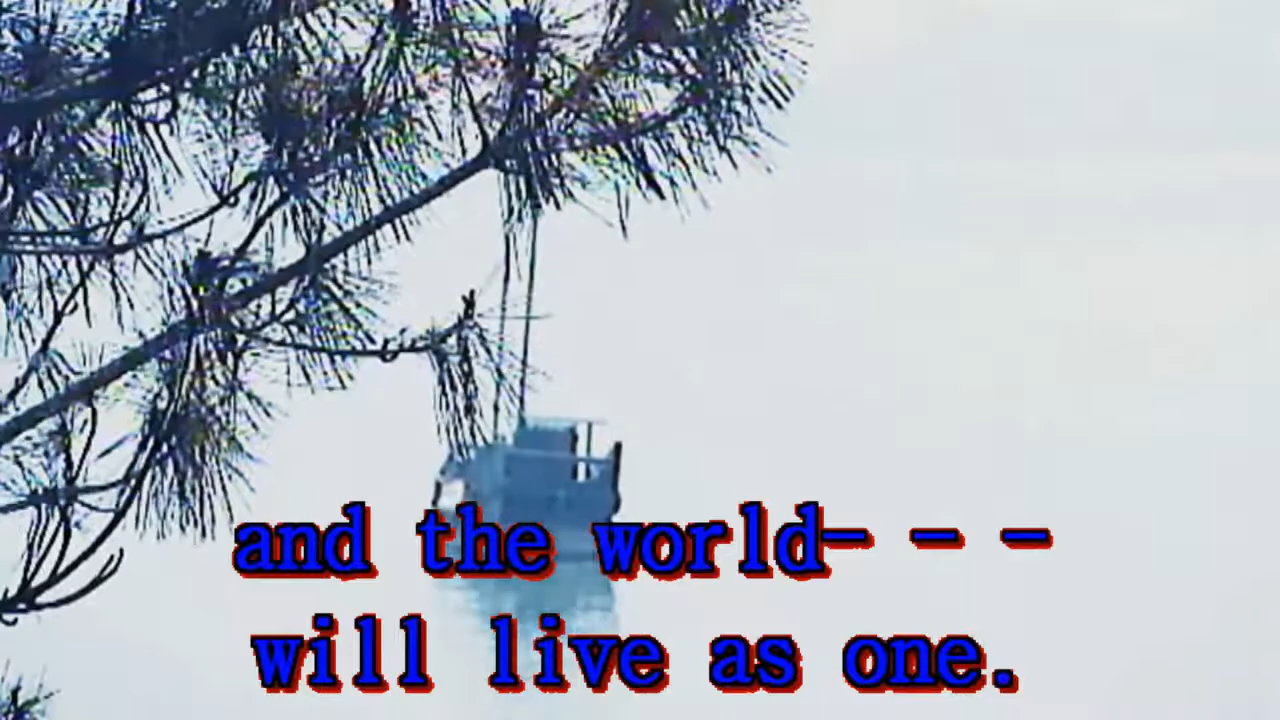 and the world- - -
will live as one.